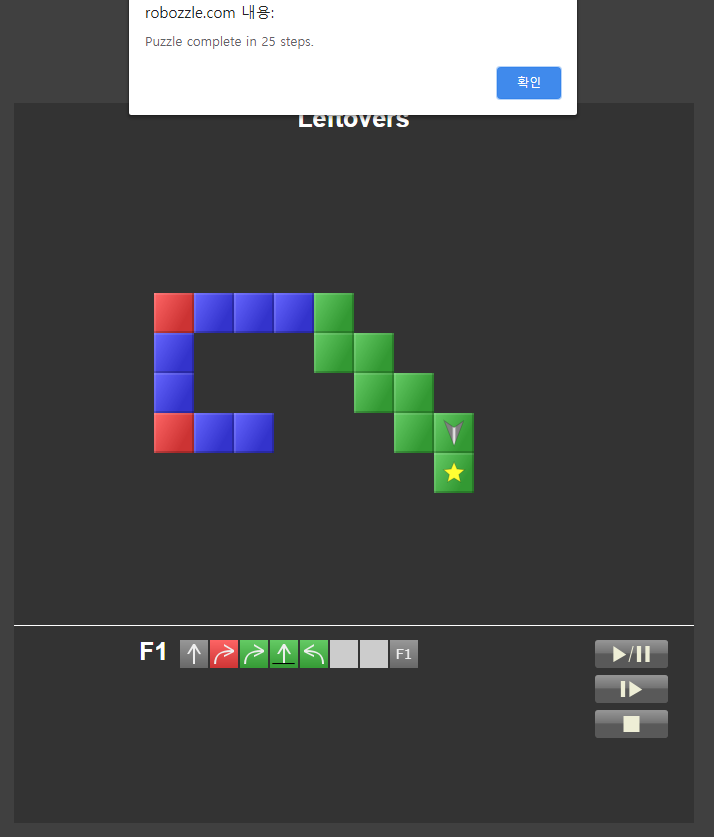 robozzle.com 내용:
Puzzle complete in 25 steps.
확인
Leftovers
F1
F1